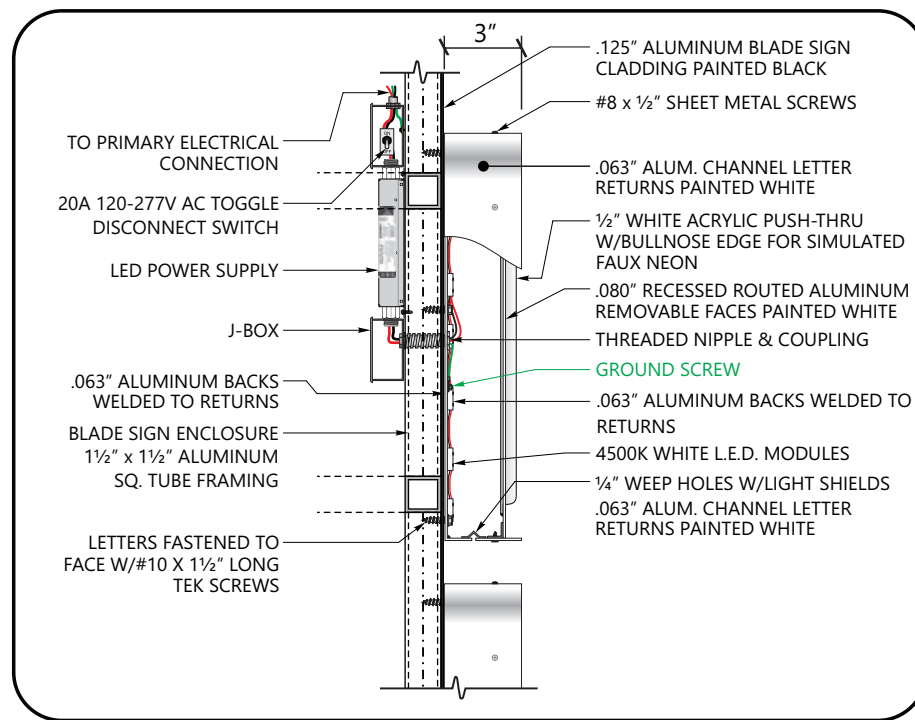 3"
.125" ALUMINUM BLADE SIGN
CLADDING PAINTED BLACK
#8 x ½" SHEET METAL SCREWS
.063" ALUM. CHANNEL LETTER
RETURNS PAINTED WHITE
½" WHITE ACRYLIC PUSH-THRU
W/BULLNOSE EDGE FOR SIMULATED
FAUX NEON
.080" RECESSED ROUTED ALUMINUM
REMOVABLE FACES PAINTED WHITE
THREADED NIPPLE & COUPLING
GROUND SCREW
.063" ALUMINUM BACKS WELDED TO
RETURNS
4500K WHITE L.E.D. MODULES
¼" WEEP HOLES W/LIGHT SHIELDS
.063" ALUM. CHANNEL LETTER
RETURNS PAINTED WHITE
TO PRIMARY ELECTRICAL
CONNECTION
20A 120-277V AC TOGGLE
DISCONNECT SWITCH
LED POWER SUPPLY
J-BOX
.063" ALUMINUM BACKS
WELDED TO RETURNS
BLADE SIGN ENCLOSURE
1½" x 1½" ALUMINUM
SQ. TUBE FRAMING
LETTERS FASTENED TO
FACE W/#10 X 1½" LONG
TEK SCREWS
ON
OFF